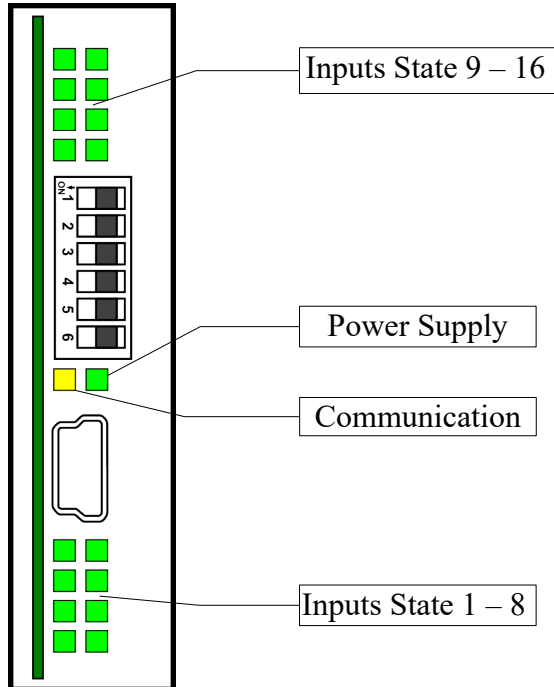 Inputs State 9 – 16
ON
1
2
3
4
5
6
Power Supply
Communication
Inputs State 1 – 8